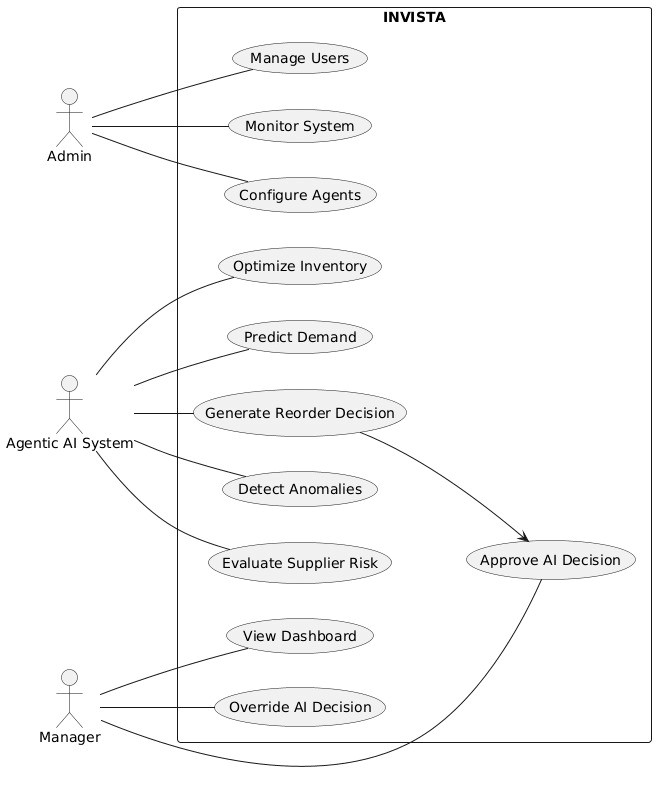 INVISTA
Manage Users
Monitor System
Admin
Configure Agents
Optimize Inventory
Predict Demand
Generate Reorder Decision
Agentic AI System
Detect Anomalies
Approve AI Decision
Evaluate Supplier Risk
View Dashboard
Override AI Decision
Manager